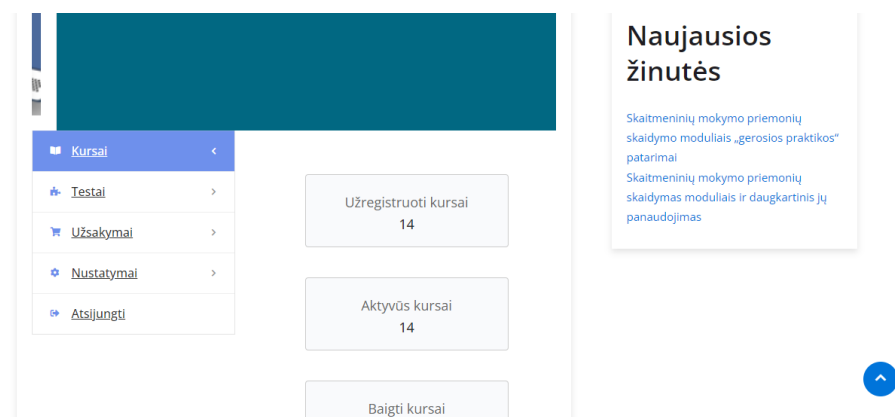 Naujausios
žinutės
Skaitmeninių mokymo priemonių
skaidymo moduliais „gerosios praktikos“
patarimai
Skaitmeninių mokymo priemonių
skaidymas moduliais ir daugkartinis jų
panaudojimas
Kursai
Testai
Užsakymai
Nustatymai
Atsijungti
Užregistruoti kursai
14
Aktyvūs kursai
14
Baigti kursai